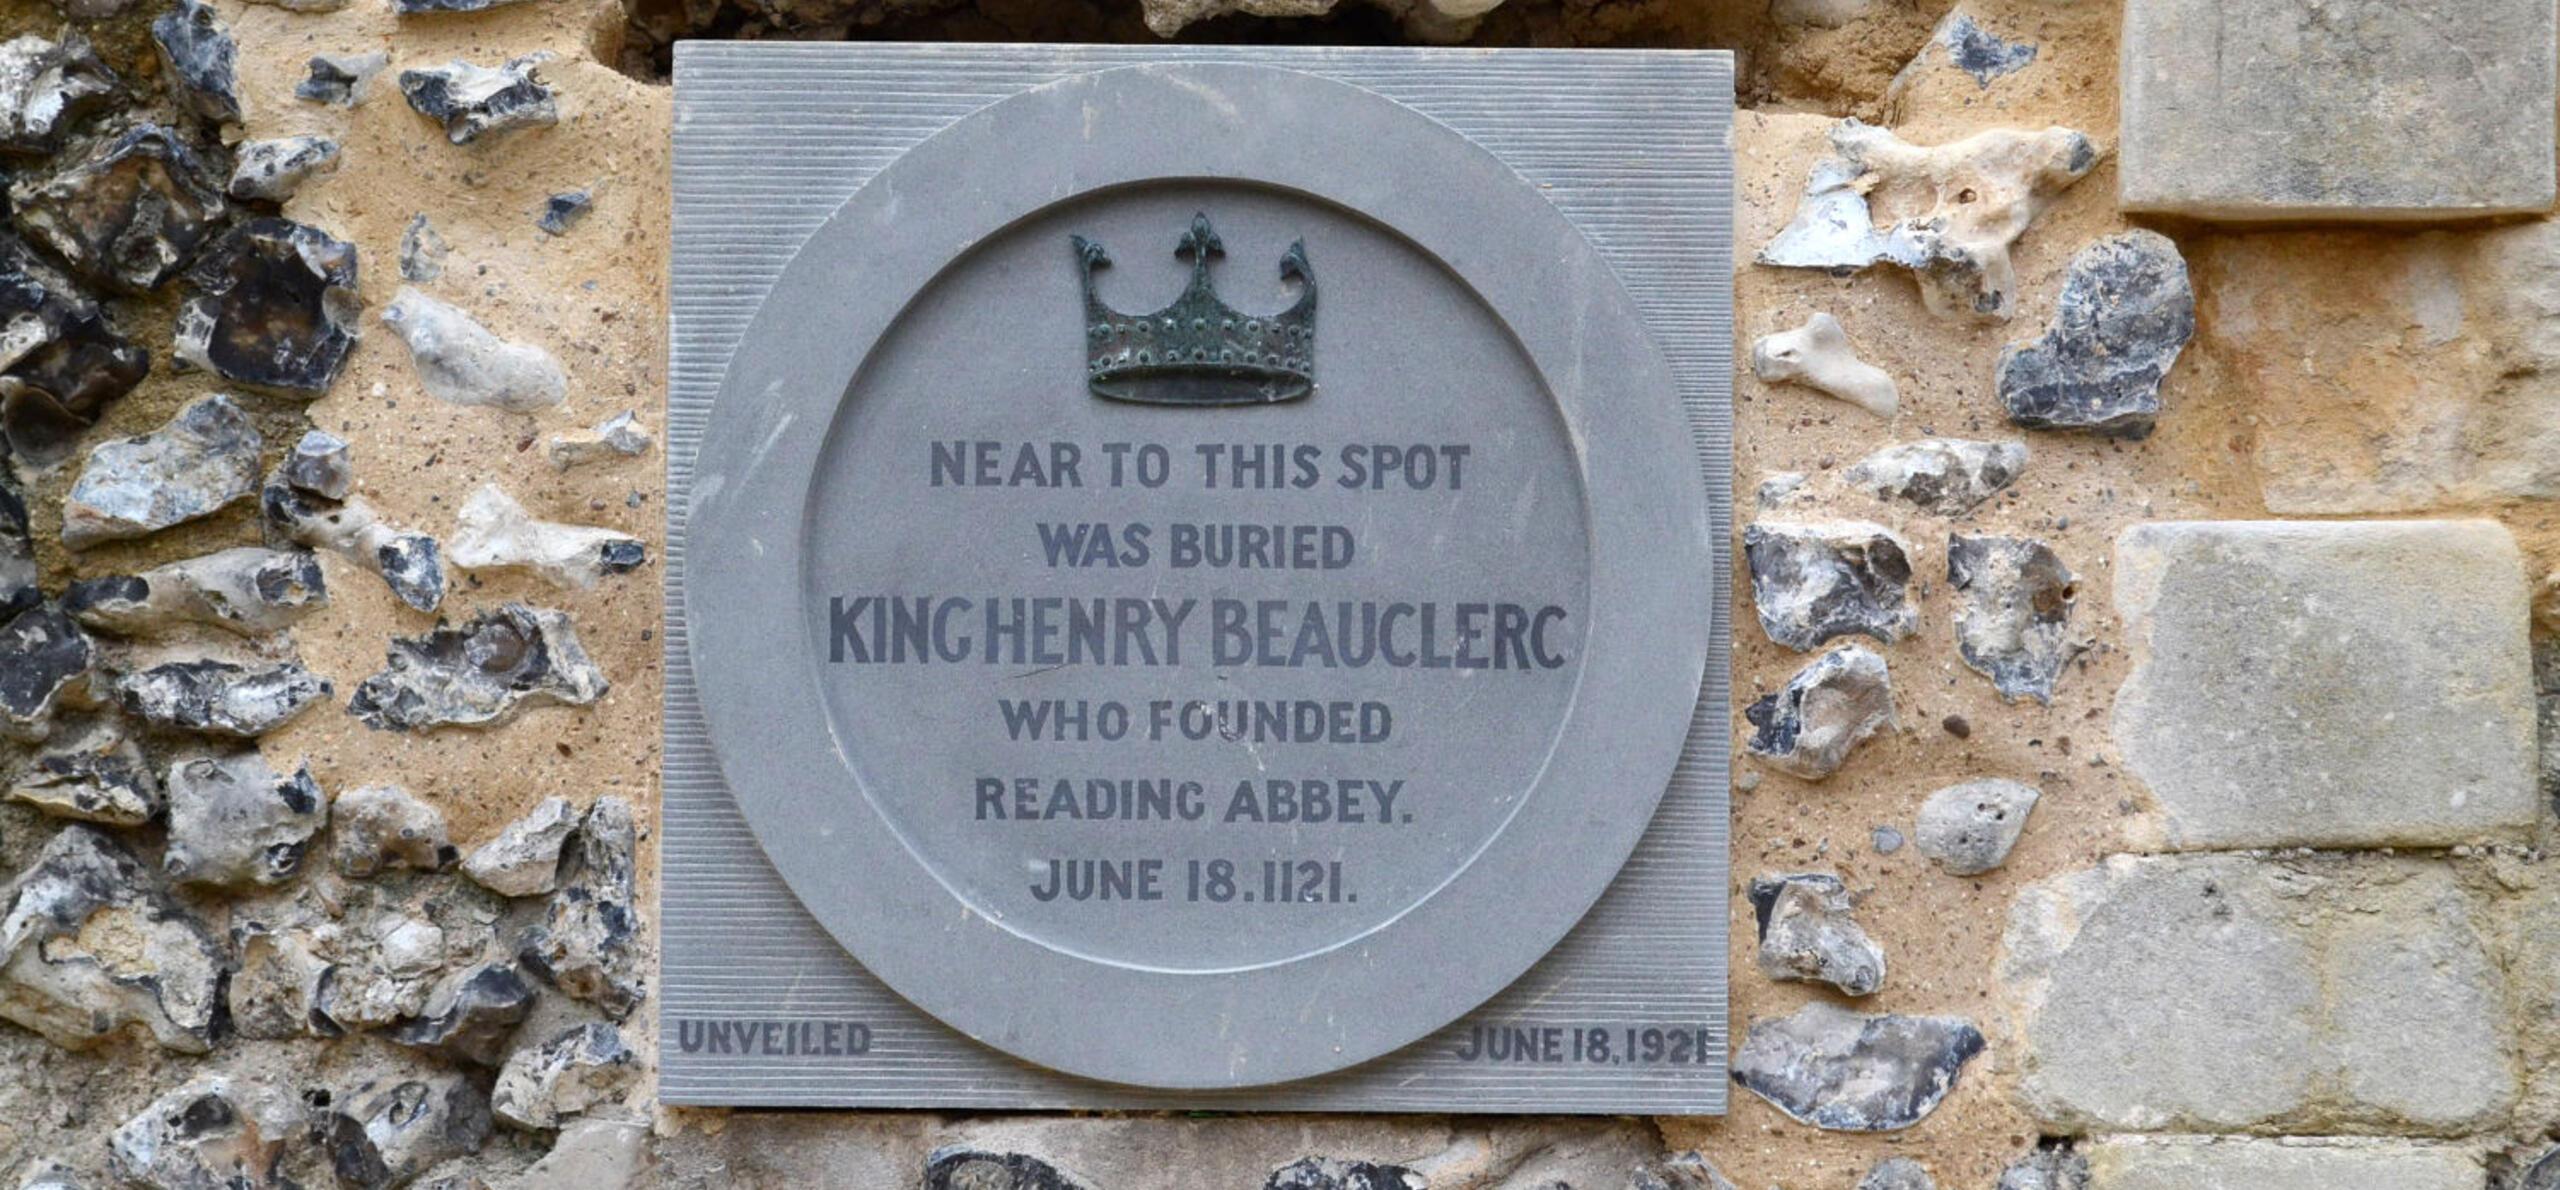 NEAR TO THIS SPOT
WAS BURIED
KING HENRY BEAUCLERC
WHO FOUNDED
READING ABBEY.
JUNE 18.1121.
UNVEILED JUNE 18,1921